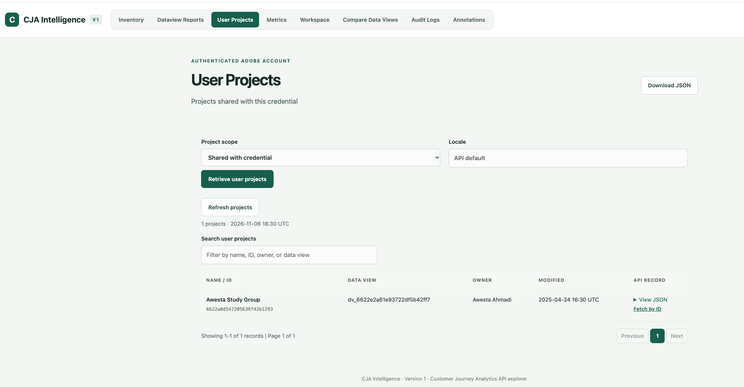 C CJA Intelligence V1 Inventory Dataview Reports User Projects Metrics Workspace Compare Data Views Audit Logs Annotations
AUTHENTICATED ADOBE ACCOUNT
User Projects
Download JSON
Projects shared with this credential
Project scope Locale
Shared with credential API default
Retrieve user projects
Refresh projects
1 projects · 2026-11-06 18:30 UTC
Search user projects
Filter by name, ID, owner, or data view
NAME / ID DATA VIEW OWNER MODIFIED API RECORD
Awesta Study Group dv_6622e2a61e93722df5b42ff7 Awesta Ahmadi 2025-04-24 16:30 UTC ▶ View JSON
6622a0d547205638f42b1293 Fetch by ID
Showing 1–1 of 1 records | Page 1 of 1 Previous 1 Next
CJA Intelligence · Version 1 · Customer Journey Analytics API explorer